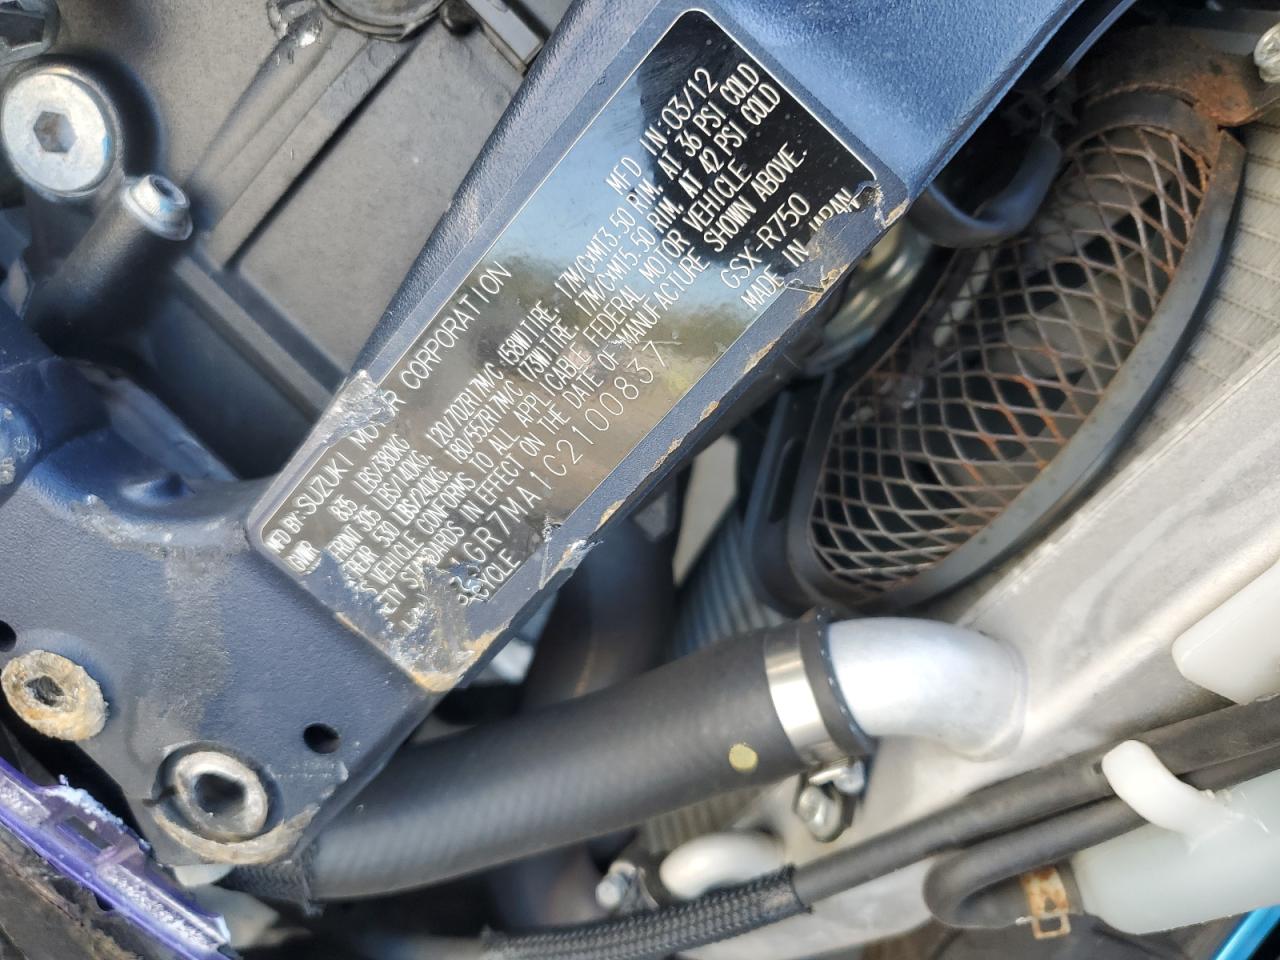 MFD BY: SUZUKI MOTOR CORPORATION MFD IN: 03/12
GVWR 835 LBS/380KG
FRONT 305 LBS/140KG. 120/70ZR17M/C (58W)TIRE. 17M/CxMT3.50 RIM. AT 36 PSI COLD
REAR 530 LBS/240KG. 180/55ZR17M/C (73W)TIRE. 17M/CxMT5.50 RIM. AT 42 PSI COLD
VEHICLE CONFORMS TO ALL APPLICABLE FEDERAL MOTOR VEHICLE
STANDARDS IN EFFECT ON THE DATE OF MANUFACTURE SHOWN ABOVE.
GR7MA1C2100837 GSX-R750
MADE IN JAPAN